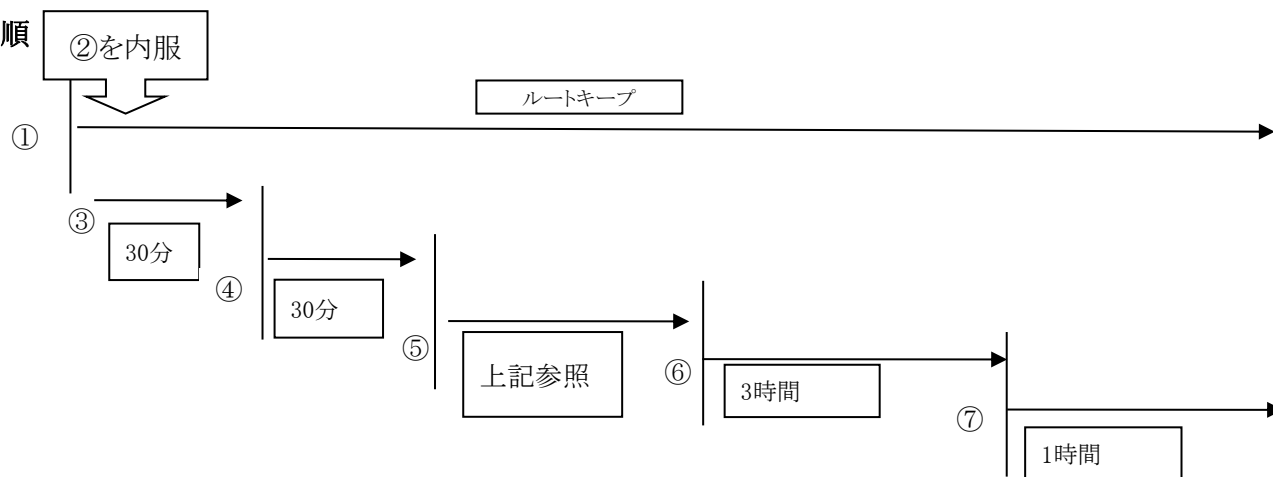 順
②を内服
ルートキープ
①
③
30分
④
30分
⑤
上記参照
⑥
3時間
⑦
1時間